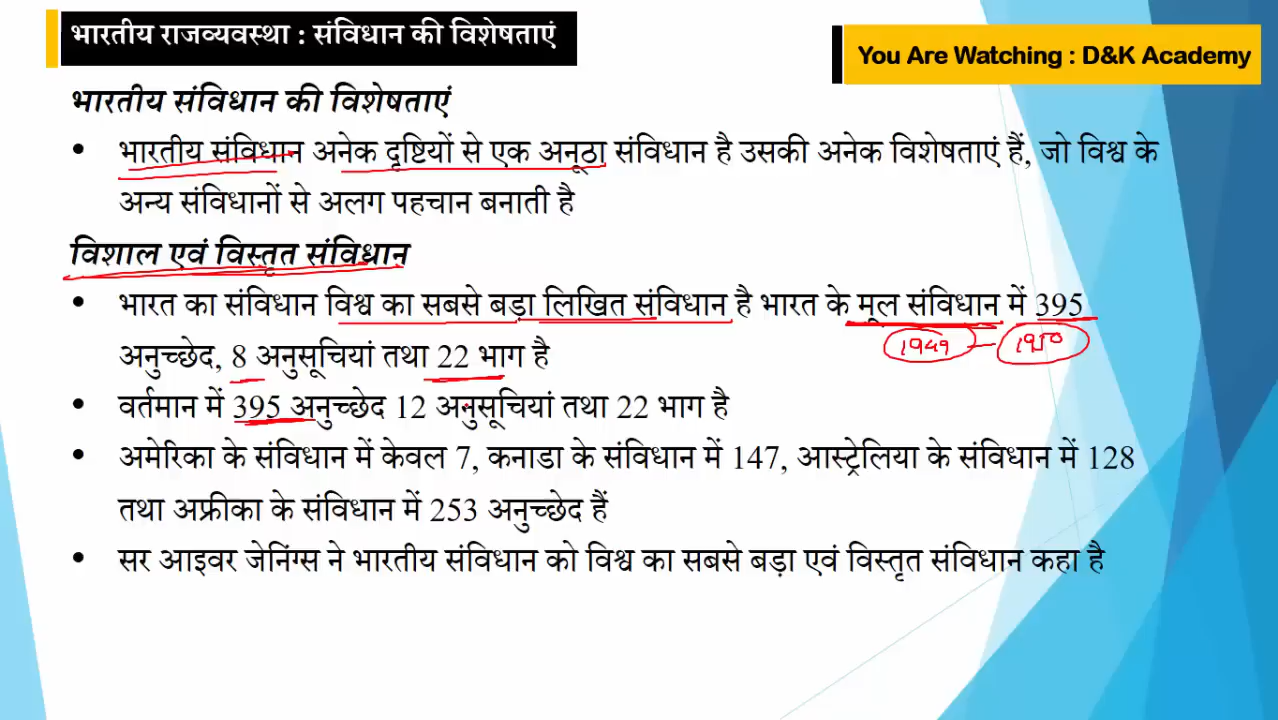 भारतीय राजव्यवस्था : संविधान की विशेषताएं
You Are Watching : D&K Academy
भारतीय संविधान की विशेषताएं
• भारतीय संविधान अनेक दृष्टियों से एक अनूठा संविधान है उसकी अनेक विशेषताएं हैं, जो विश्व के
अन्य संविधानों से अलग पहचान बनाती है
विशाल एवं विस्तृत संविधान
• भारत का संविधान विश्व का सबसे बड़ा लिखित संविधान है भारत के मूल संविधान में 395
1949 – 1950
अनुच्छेद, 8 अनुसूचियां तथा 22 भाग है
• वर्तमान में 395 अनुच्छेद 12 अनुसूचियां तथा 22 भाग है
• अमेरिका के संविधान में केवल 7, कनाडा के संविधान में 147, आस्ट्रेलिया के संविधान में 128
तथा अफ्रीका के संविधान में 253 अनुच्छेद हैं
• सर आइवर जेनिंग्स ने भारतीय संविधान को विश्व का सबसे बड़ा एवं विस्तृत संविधान कहा है